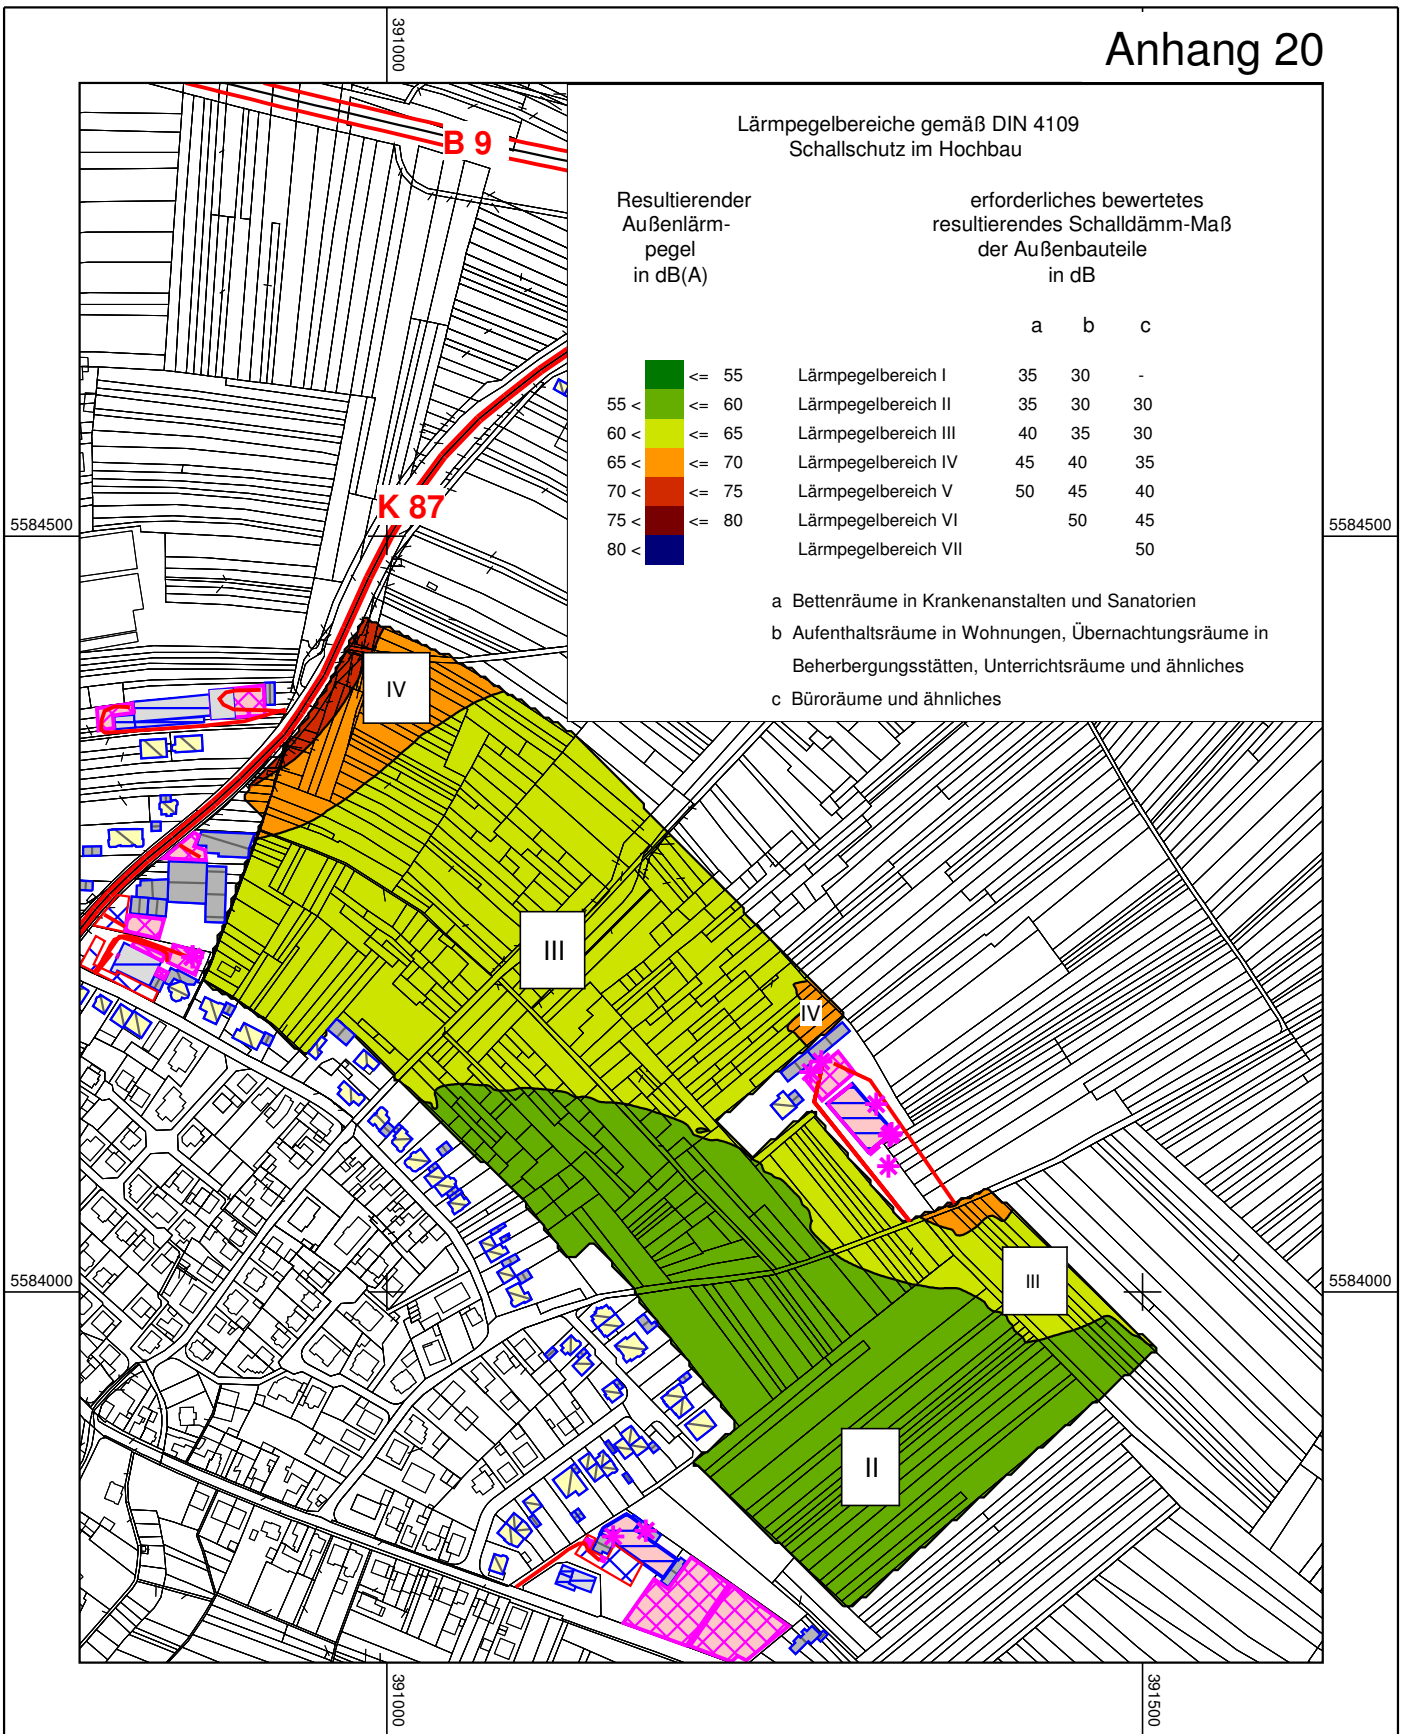 Anhang 20
391000
B 9
Lärmpegelbereiche gemäß DIN 4109
Schallschutz im Hochbau
Resultierender
Außenlärm-
pegel
in dB(A)
erforderliches bewertetes
resultierendes Schalldämm-Maß
der Außenbauteile
in dB
a b c
<= 55 Lärmpegelbereich I 35 30 -
55 < <= 60 Lärmpegelbereich II 35 30 30
60 < <= 65 Lärmpegelbereich III 40 35 30
65 < <= 70 Lärmpegelbereich IV 45 40 35
70 < <= 75 Lärmpegelbereich V 50 45 40
75 < <= 80 Lärmpegelbereich VI 50 45
80 < Lärmpegelbereich VII 50
a Bettenräume in Krankenanstalten und Sanatorien
b Aufenthaltsräume in Wohnungen, Übernachtungsräume in
Beherbergungsstätten, Unterrichtsräume und ähnliches
c Büroräume und ähnliches
K 87
5584500
5584500
IV
III
IV
III
5584000
5584000
II
391000
391500